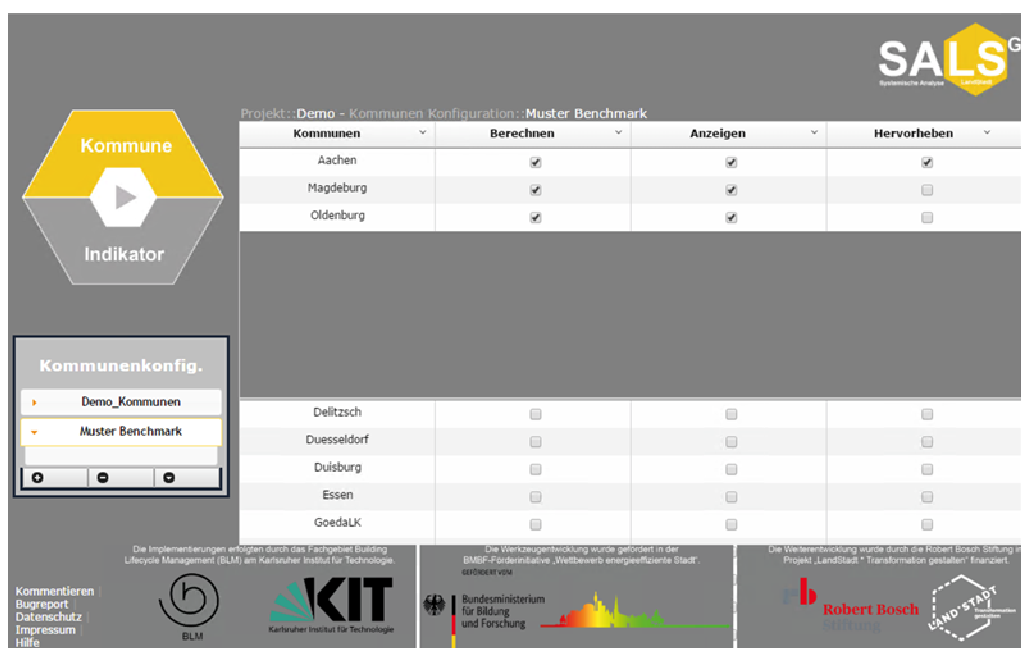 SALS G
Systemische Analyse LandStadt
Projekt::Demo - Kommunen Konfiguration::Muster Benchmark
Kommunen Berechnen Anzeigen Hervorheben
Aachen
Magdeburg
Oldenburg
Kommune
Indikator
Kommunenkonfig.
Demo_Kommunen
Muster Benchmark
Delitzsch
Duesseldorf
Duisburg
Essen
GoedaLK
Die Implementierungen erfolgten durch das Fachgebiet Building
Lifecycle Management (BLM) am Karlsruher Institut für Technologie.
Die Werkzeugentwicklung wurde gefördert in der
BMBF-Förderinitiative „Wettbewerb energieeffiziente Stadt".
Die Weiterentwicklung wurde durch die Robert Bosch Stiftung im
Projekt „LandStadt * Transformation gestalten" finanziert.
Kommentieren
Bugreport
Datenschutz
Impressum
Hilfe
BLM
KIT
Karlsruher Institut für Technologie
GEFÖRDERT VOM
Bundesministerium
für Bildung
und Forschung
Robert Bosch
Stiftung
LAND*STADT
Transformation
gestalten